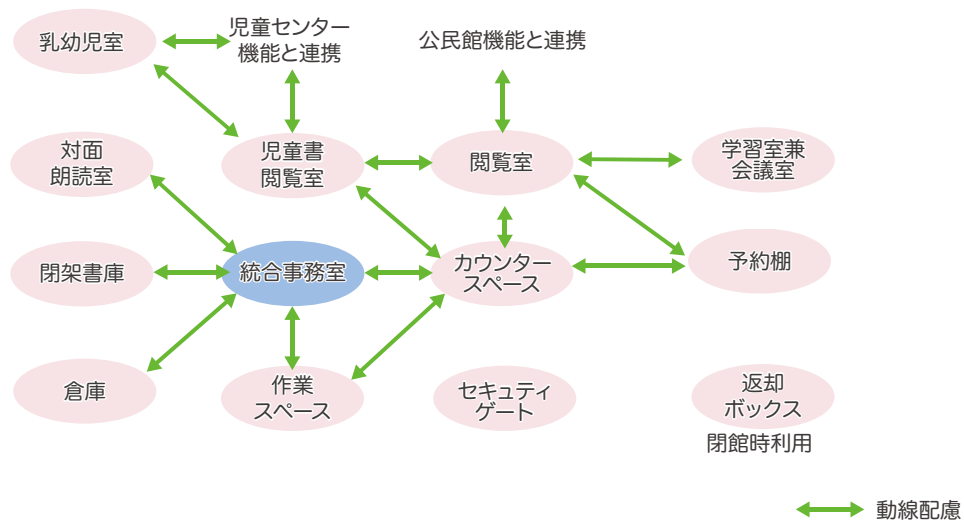 乳幼児室
児童センター
機能と連携
公民館機能と連携
対面
朗読室
児童書
閲覧室
閲覧室
学習室兼
会議室
閉架書庫
統合事務室
カウンター
スペース
予約棚
倉庫
作業
スペース
セキュティ
ゲート
返却
ボックス
閉館時利用
動線配慮